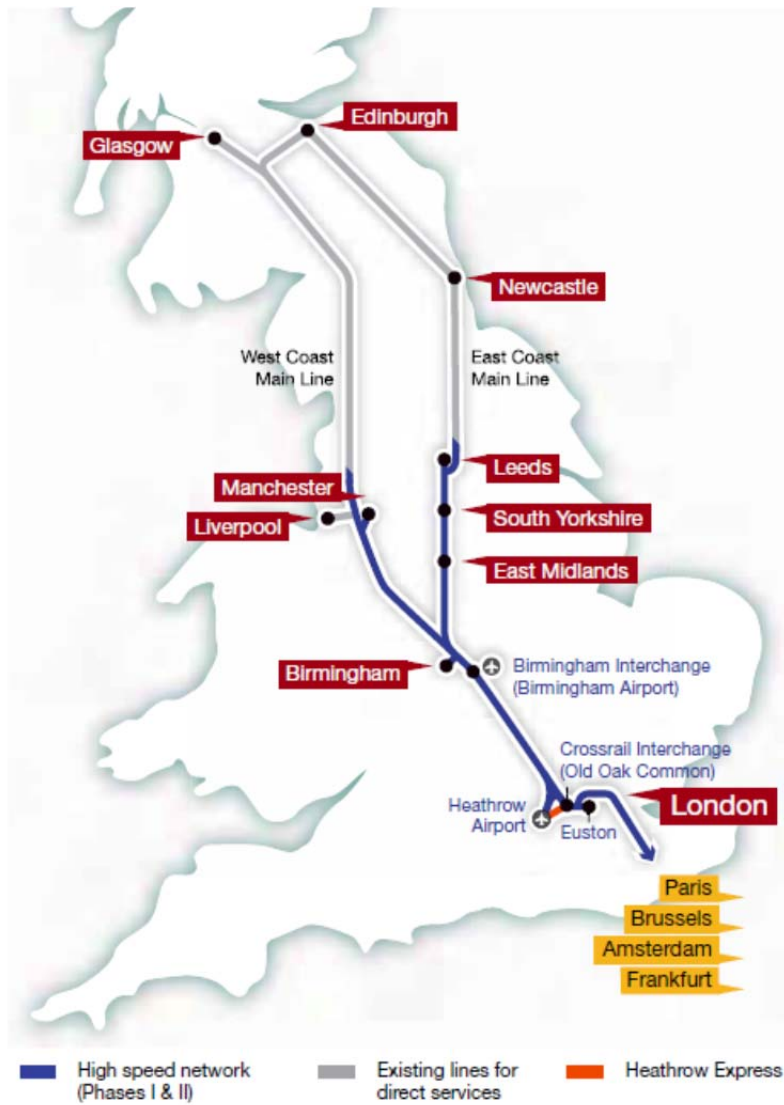 Edinburgh
Glasgow
Newcastle
West Coast
Main Line
East Coast
Main Line
Leeds
Manchester
South Yorkshire
Liverpool
East Midlands
Birmingham
Birmingham Interchange
(Birmingham Airport)
Crossrail Interchange
(Old Oak Common)
London
Heathrow
Airport
Euston
Paris
Brussels
Amsterdam
Frankfurt
High speed network
(Phases I & II)
Existing lines for
direct services
Heathrow Express